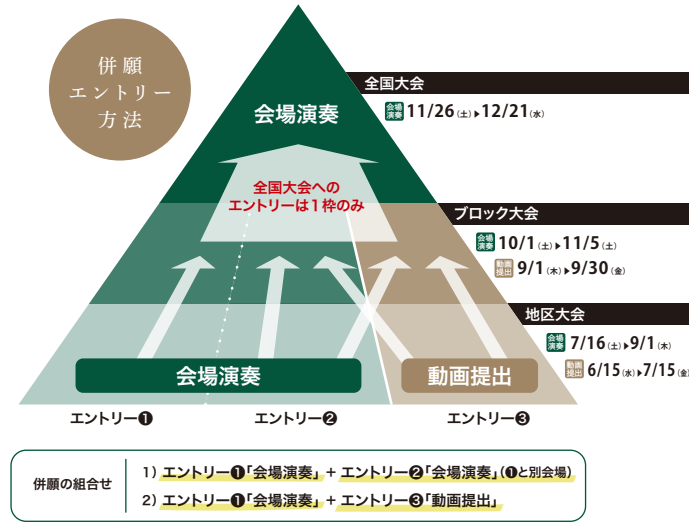 併願
エントリー
方法
会場演奏
全国大会への
エントリーは1枠のみ
全国大会
会場演奏 11/26(土)▶12/21(水)
ブロック大会
会場演奏 10/1(土)▶11/5(土)
動画提出 9/1(木)▶9/30(金)
地区大会
会場演奏 7/16(土)▶9/1(木)
動画提出 6/15(水)▶7/15(金)
会場演奏
動画提出
エントリー❶
エントリー❷
エントリー❸
併願の組合せ
1) エントリー❶「会場演奏」+ エントリー❷「会場演奏」(❶と別会場)
2) エントリー❶「会場演奏」+ エントリー❸「動画提出」